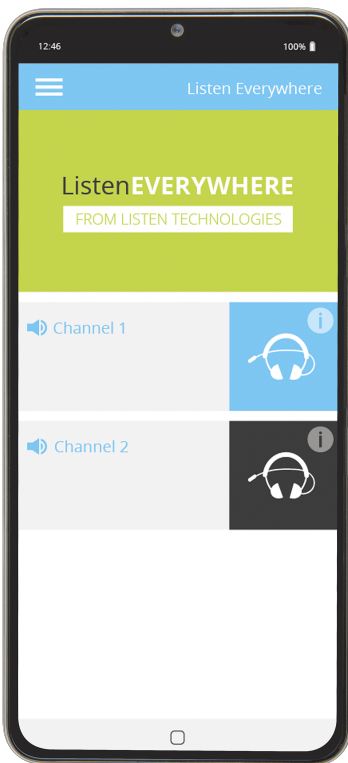 12:46
100%
Listen Everywhere
ListenEVERYWHERE
FROM LISTEN TECHNOLOGIES
Channel 1
i
Channel 2
i